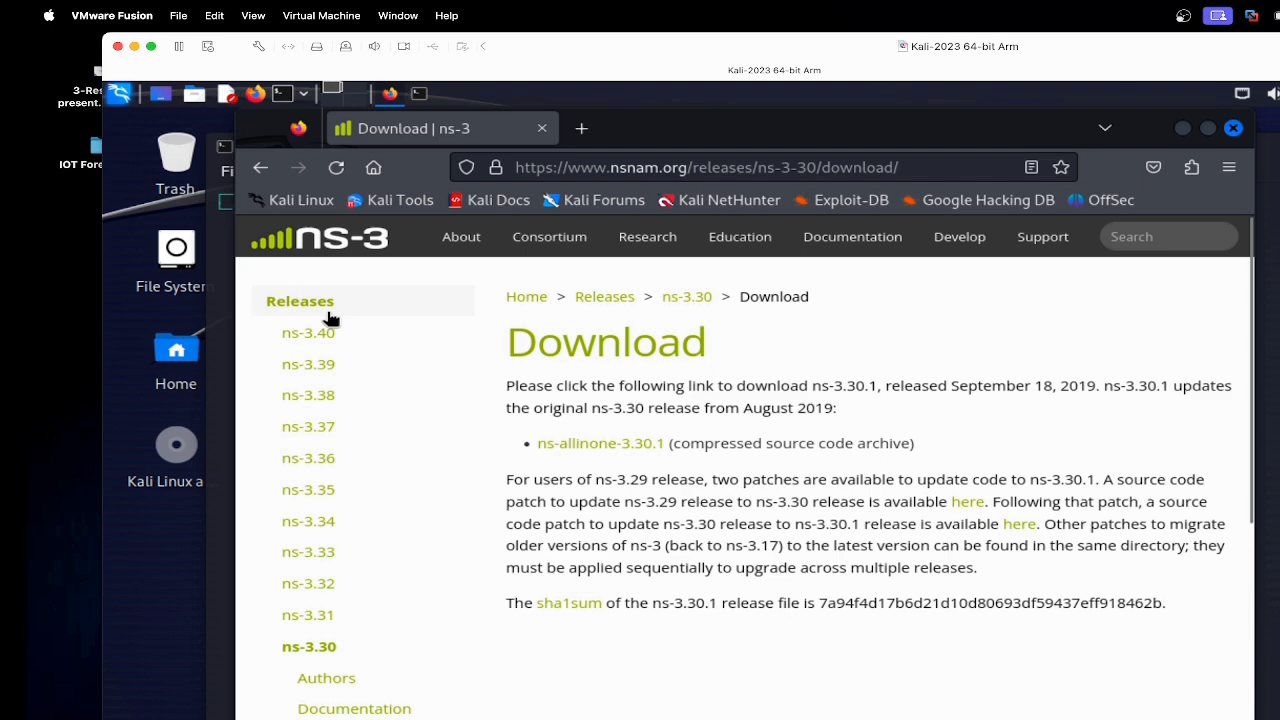 VMware Fusion File Edit View Virtual Machine Window Help
Kali-2023 64-bit Arm
Kali-2023 64-bit Arm
3-Res
present.
IOT Fore
Trash
File System
Home
Kali Linux a...
Fi
Download | ns-3
https://www.nsnam.org/releases/ns-3-30/download/
Kali Linux Kali Tools Kali Docs Kali Forums Kali NetHunter Exploit-DB Google Hacking DB OffSec
ns-3 About Consortium Research Education Documentation Develop Support Search
Releases
ns-3.40
ns-3.39
ns-3.38
ns-3.37
ns-3.36
ns-3.35
ns-3.34
ns-3.33
ns-3.32
ns-3.31
ns-3.30
Authors
Documentation
Home > Releases > ns-3.30 > Download
Download
Please click the following link to download ns-3.30.1, released September 18, 2019. ns-3.30.1 updates
the original ns-3.30 release from August 2019:
• ns-allinone-3.30.1 (compressed source code archive)
For users of ns-3.29 release, two patches are available to update code to ns-3.30.1. A source code
patch to update ns-3.29 release to ns-3.30 release is available here. Following that patch, a source
code patch to update ns-3.30 release to ns-3.30.1 release is available here. Other patches to migrate
older versions of ns-3 (back to ns-3.17) to the latest version can be found in the same directory; they
must be applied sequentially to upgrade across multiple releases.
The sha1sum of the ns-3.30.1 release file is 7a94f4d17b6d21d10d80693df59437eff918462b.